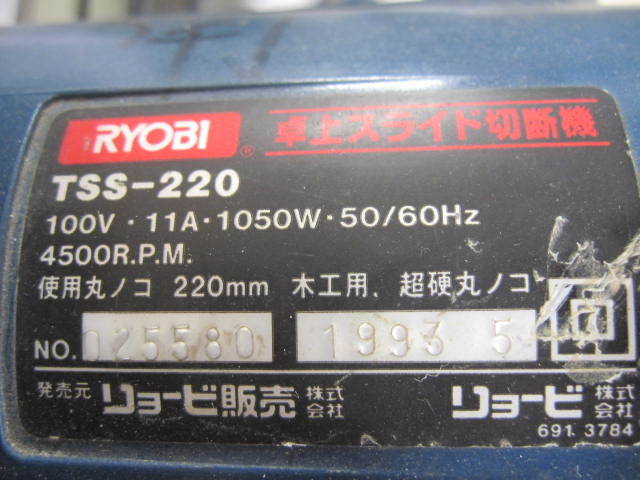 RYOBI® 卓上スライド切断機
TSS-220
100V・11A・1050W・50/60Hz
4500R.P.M.
使用丸ノコ 220mm 木工用、超硬丸ノコ
NO. 025580 1993 5
発売元 リョービ販売 株式会社 リョービ 株式会社
691 3784